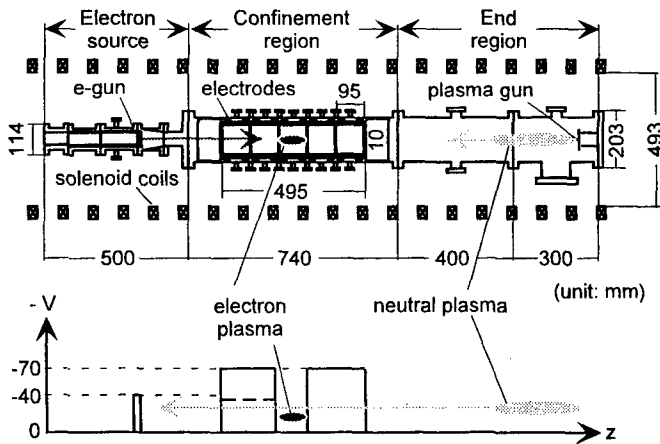 Electron
source
Confinement
region
End
region
e-gun
electrodes
95
plasma gun
114
10
203
493
solenoid coils
495
500
740
400
300
(unit: mm)
- V
electron
plasma
neutral plasma
-70
-40
0
z